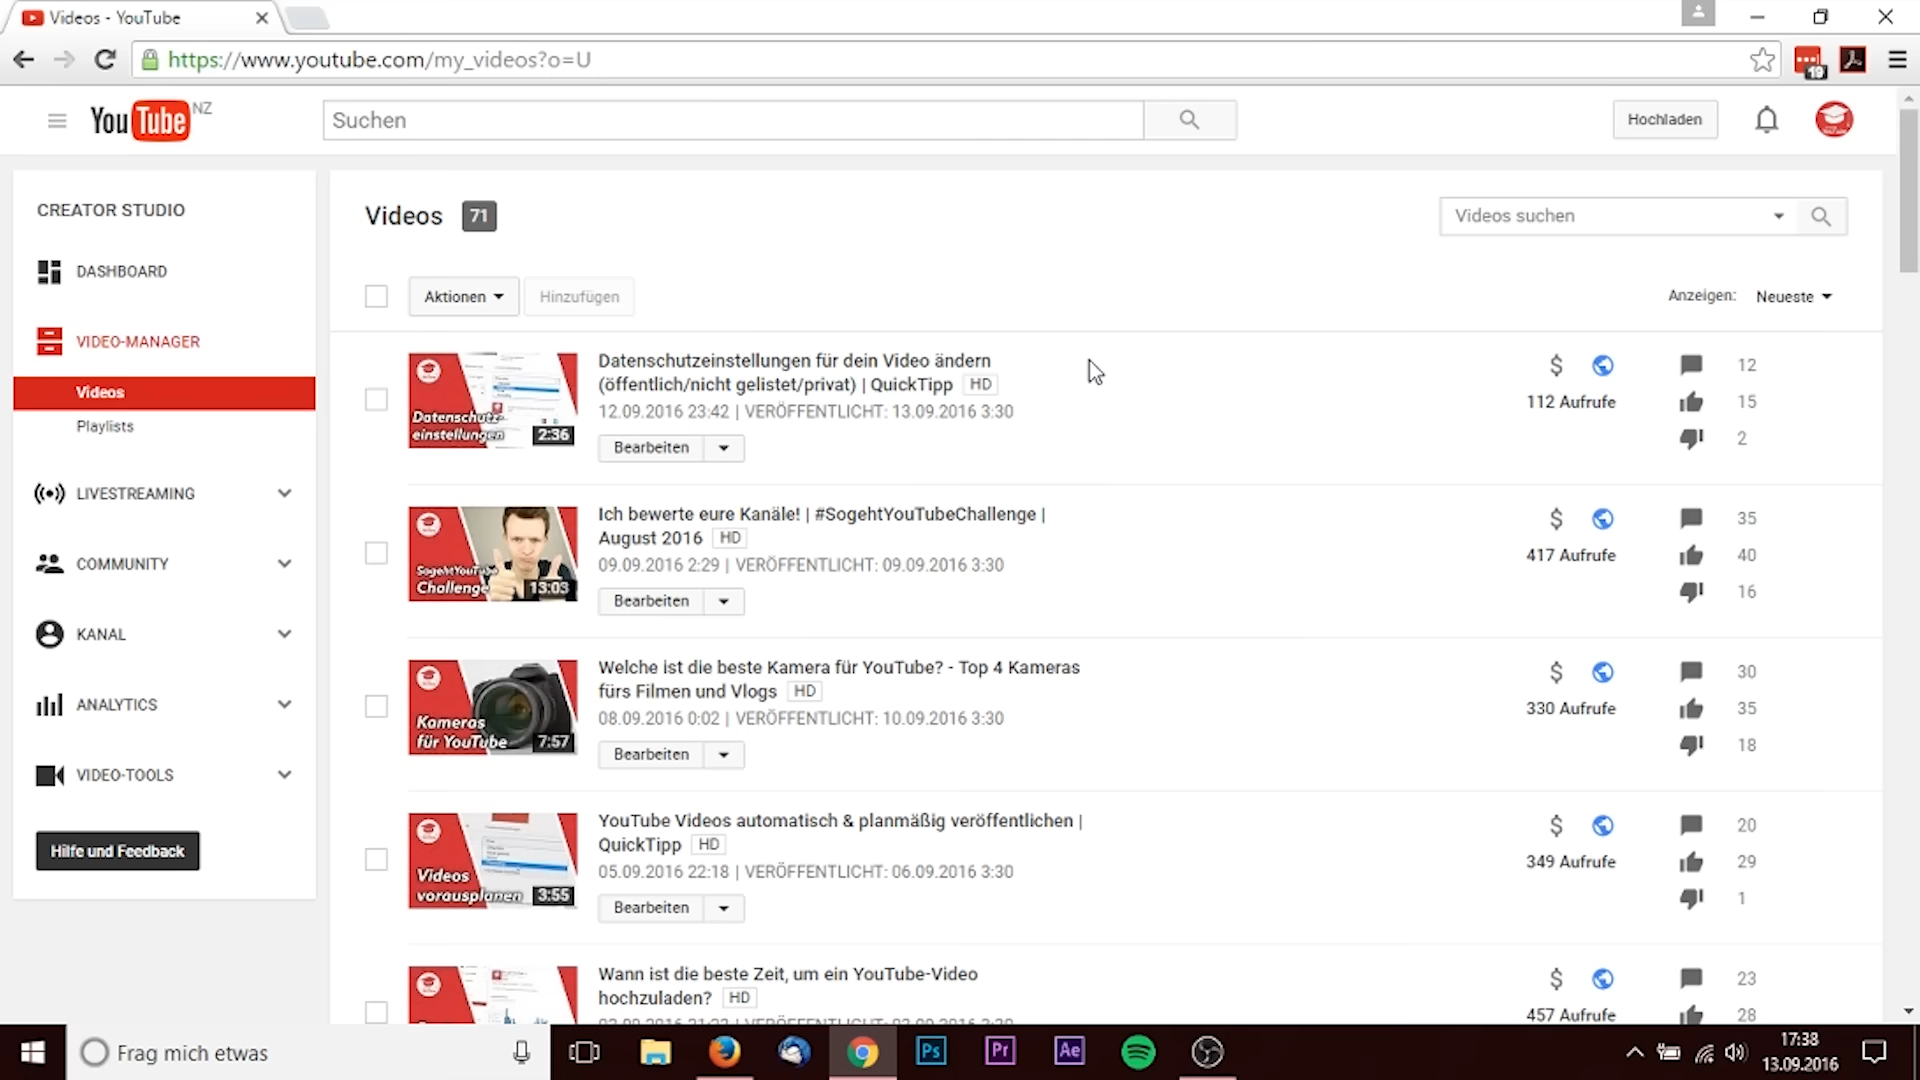 Videos - YouTube
https://www.youtube.com/my_videos?o=U
19
YouTube NZ
Suchen
Hochladen
CREATOR STUDIO
DASHBOARD
VIDEO-MANAGER
Videos
Playlists
LIVESTREAMING
COMMUNITY
KANAL
ANALYTICS
VIDEO-TOOLS
Hilfe und Feedback
Videos 71
Videos suchen
Aktionen
Hinzufügen
Anzeigen: Neueste
Datenschutz-
einstellungen 2:36
Datenschutzeinstellungen für dein Video ändern
(öffentlich/nicht gelistet/privat) | QuickTipp HD
12.09.2016 23:42 | VERÖFFENTLICHT: 13.09.2016 3:30
Bearbeiten
112 Aufrufe
12
15
2
SogehtYouTube
Challenge 13:03
Ich bewerte eure Kanäle! | #SogehtYouTubeChallenge |
August 2016 HD
09.09.2016 2:29 | VERÖFFENTLICHT: 09.09.2016 3:30
Bearbeiten
417 Aufrufe
35
40
16
Kameras
für YouTube 7:57
Welche ist die beste Kamera für YouTube? - Top 4 Kameras
fürs Filmen und Vlogs HD
08.09.2016 0:02 | VERÖFFENTLICHT: 10.09.2016 3:30
Bearbeiten
330 Aufrufe
30
35
18
Videos
vorausplanen 3:55
YouTube Videos automatisch & planmäßig veröffentlichen |
QuickTipp HD
05.09.2016 22:18 | VERÖFFENTLICHT: 06.09.2016 3:30
Bearbeiten
349 Aufrufe
20
29
1
Wann ist die beste Zeit, um ein YouTube-Video
hochzuladen? HD
457 Aufrufe
23
28
Frag mich etwas
Ps
Pr
Ae
17:38
13.09.2016